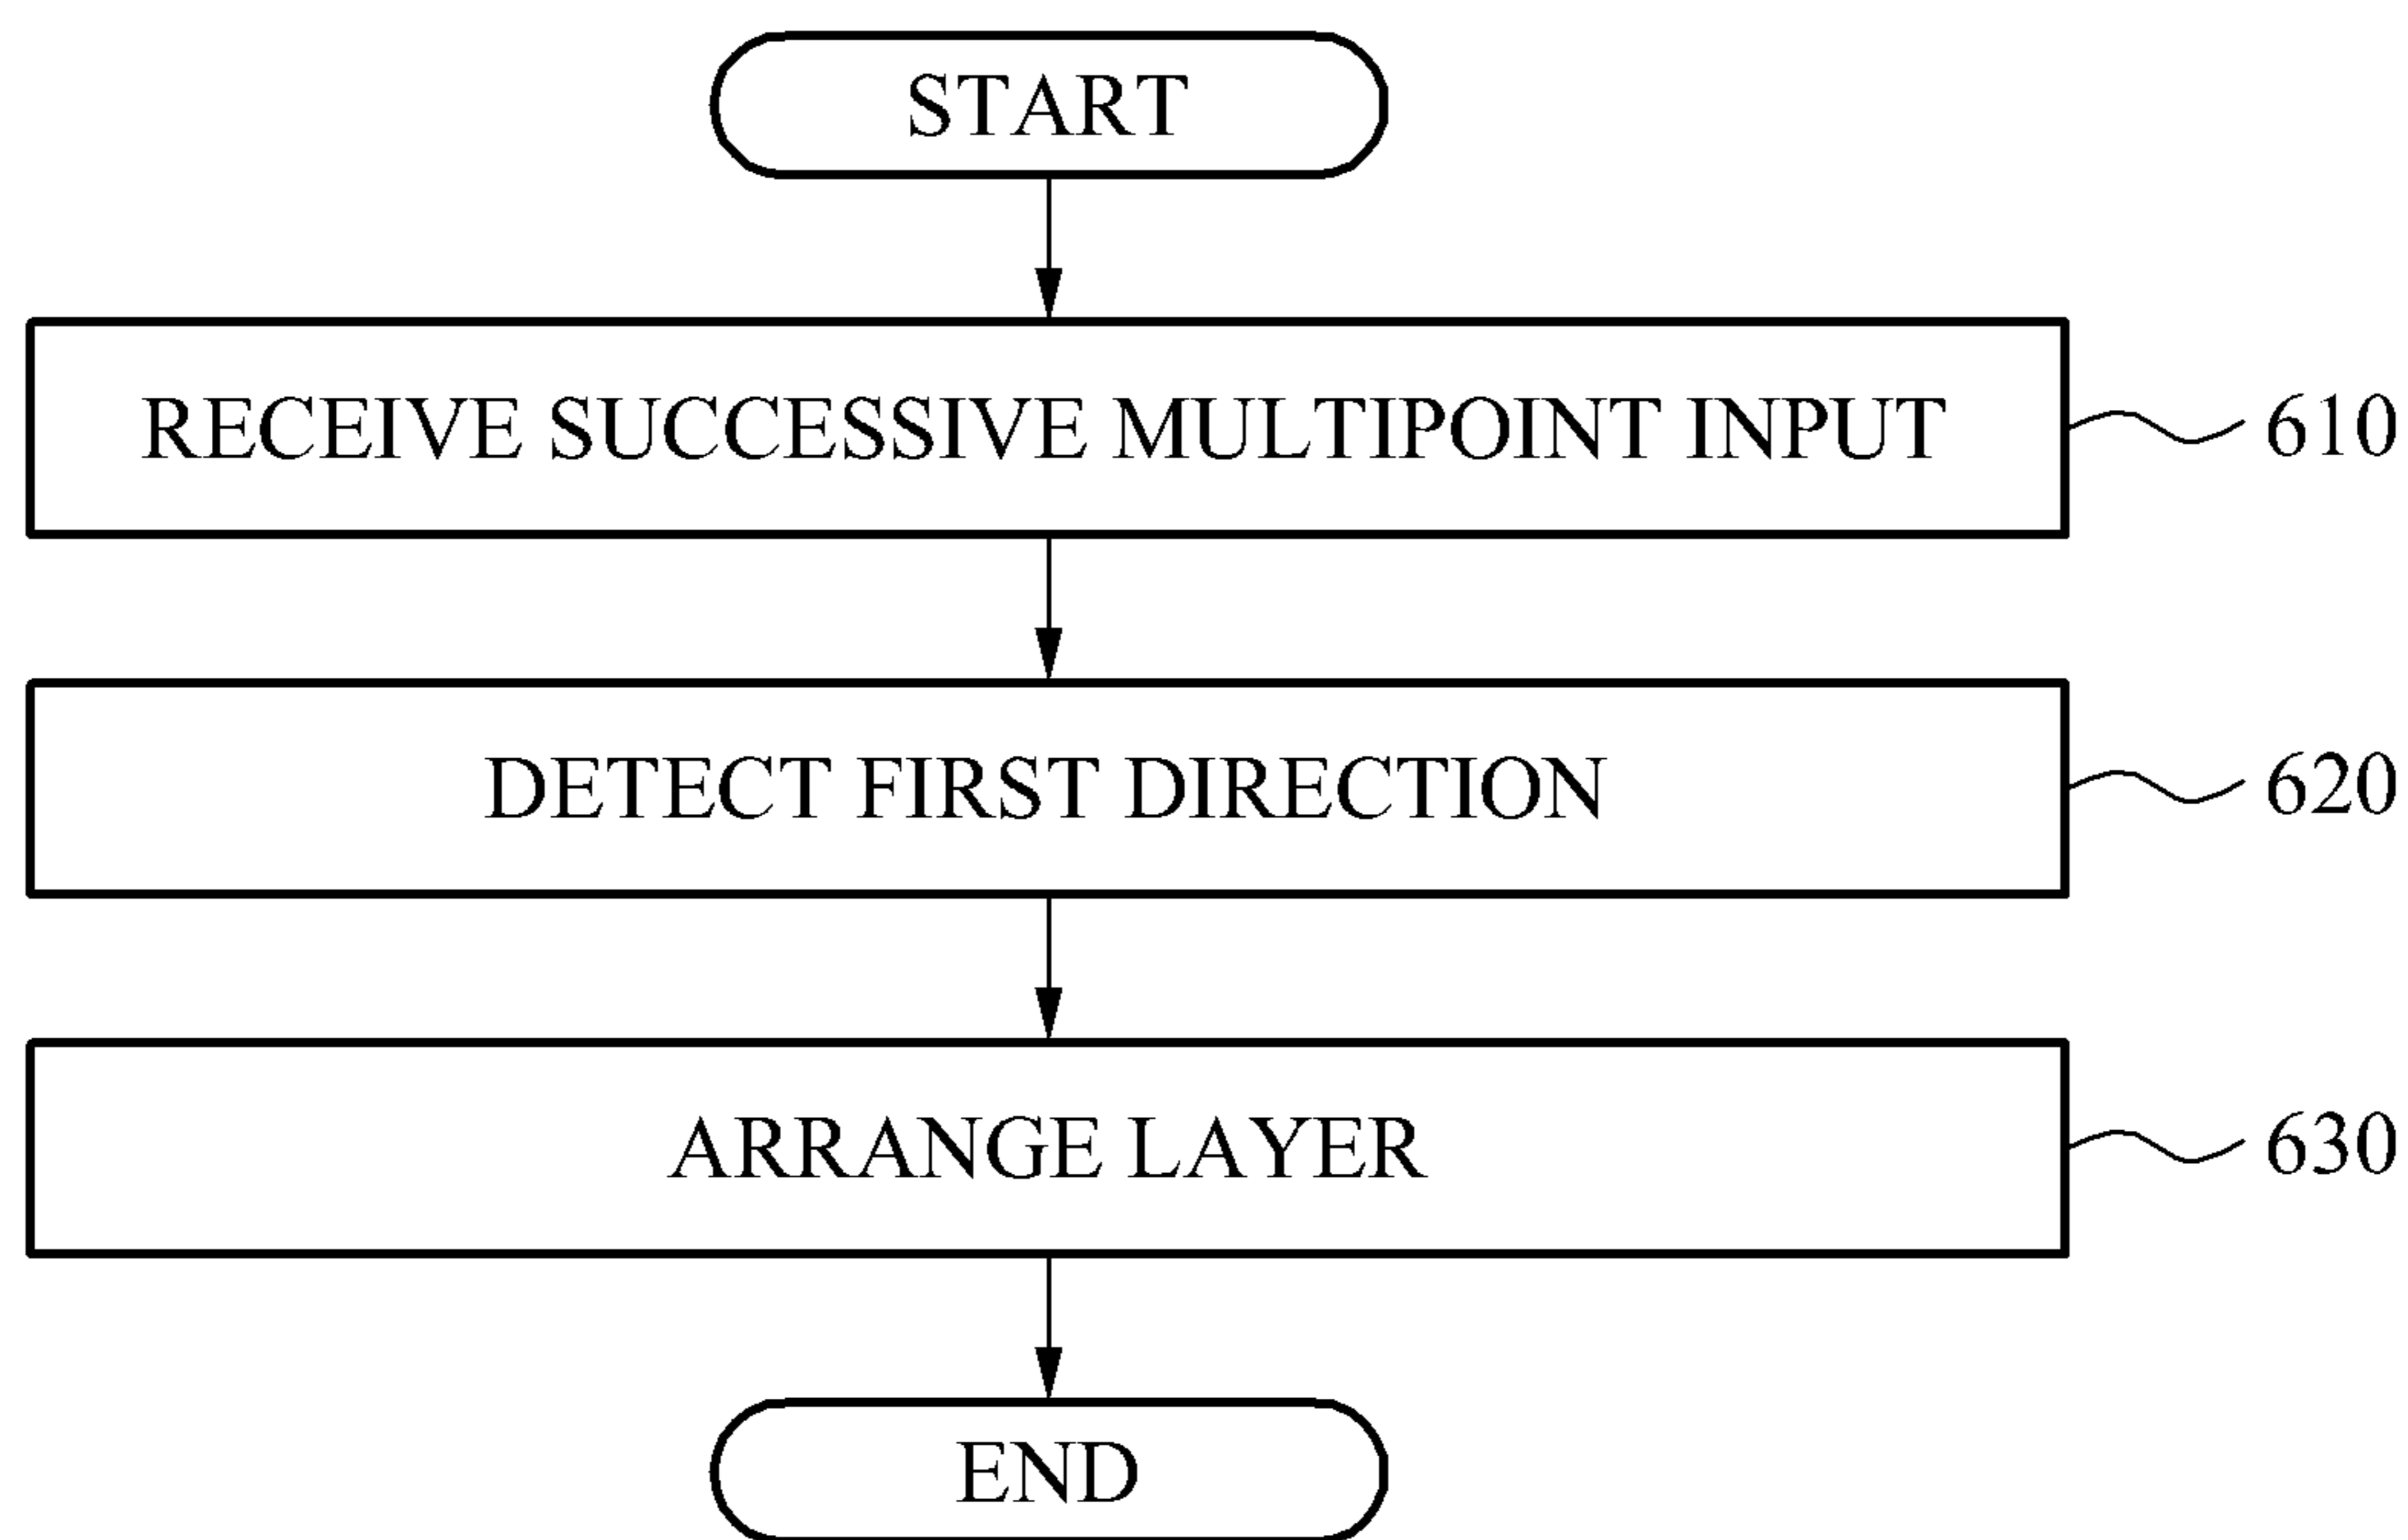 START
RECEIVE SUCCESSIVE MULTIPOINT INPUT
610
DETECT FIRST DIRECTION
620
ARRANGE LAYER
630
END